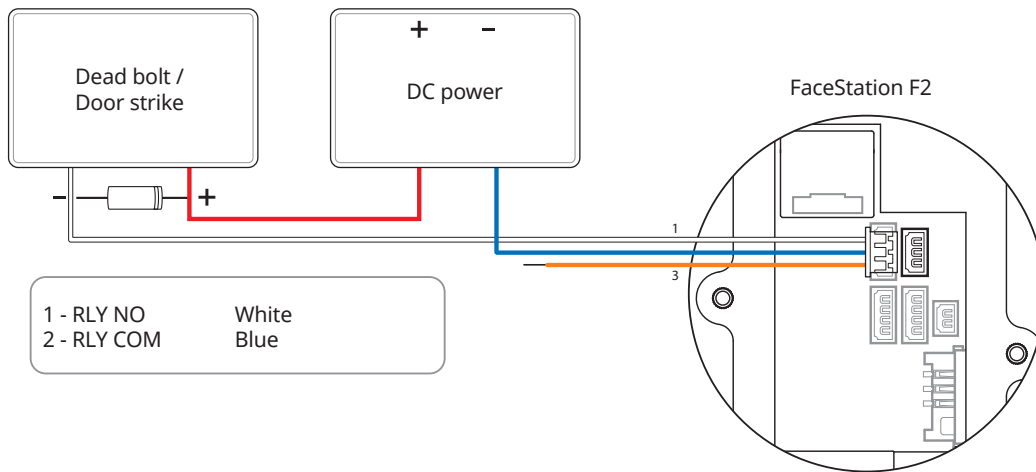 Dead bolt /
Door strike
+ −
DC power
FaceStation F2
− +
1
3
1 - RLY NO White
2 - RLY COM Blue